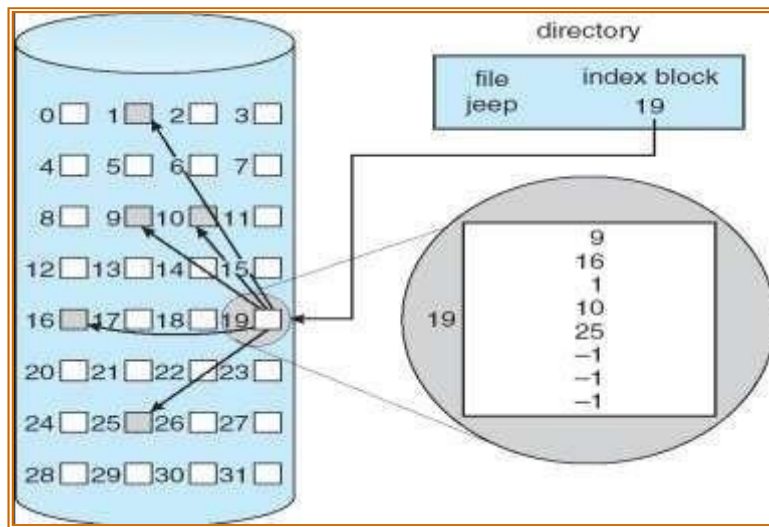 directory
file index block
jeep 19
0 1 2 3
4 5 6 7
8 9 10 11
12 13 14 15
16 17 18 19
20 21 22 23
24 25 26 27
28 29 30 31
19
9
16
1
10
25
–1
–1
–1